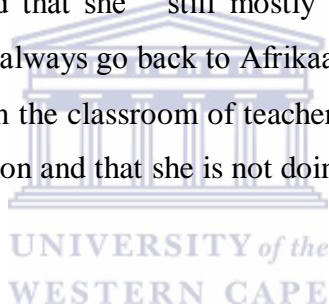 d that she still mostly
always go back to Afrikaa
n the classroom of teacher
on and that she is not doin
UNIVERSITY of the
WESTERN CAPE